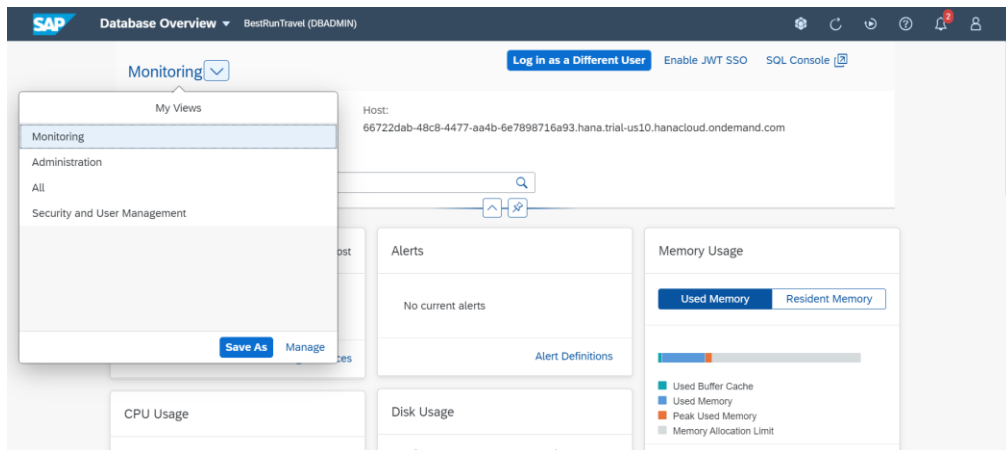 SAP Database Overview BestRunTravel (DBADMIN) 2
Monitoring Log in as a Different User Enable JWT SSO SQL Console
My Views
Monitoring
Administration
All
Security and User Management
Save As Manage
Host:
66722dab-48c8-4477-aa4b-6e7898716a93.hana.trial-us10.hanacloud.ondemand.com
Alerts
No current alerts
Alert Definitions
Memory Usage
Used Memory Resident Memory
Used Buffer Cache
Used Memory
Peak Used Memory
Memory Allocation Limit
CPU Usage
Disk Usage